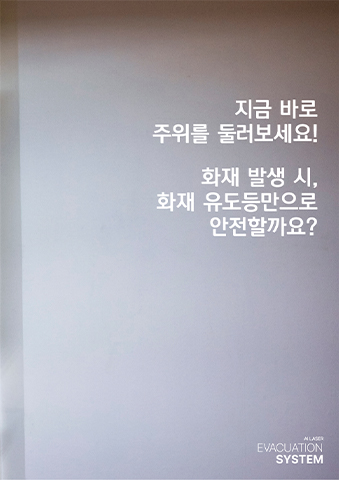 지금 바로
주위를 둘러보세요!
화재 발생 시,
화재 유도등만으로
안전할까요?
AI LASER
EVACUATION
SYSTEM